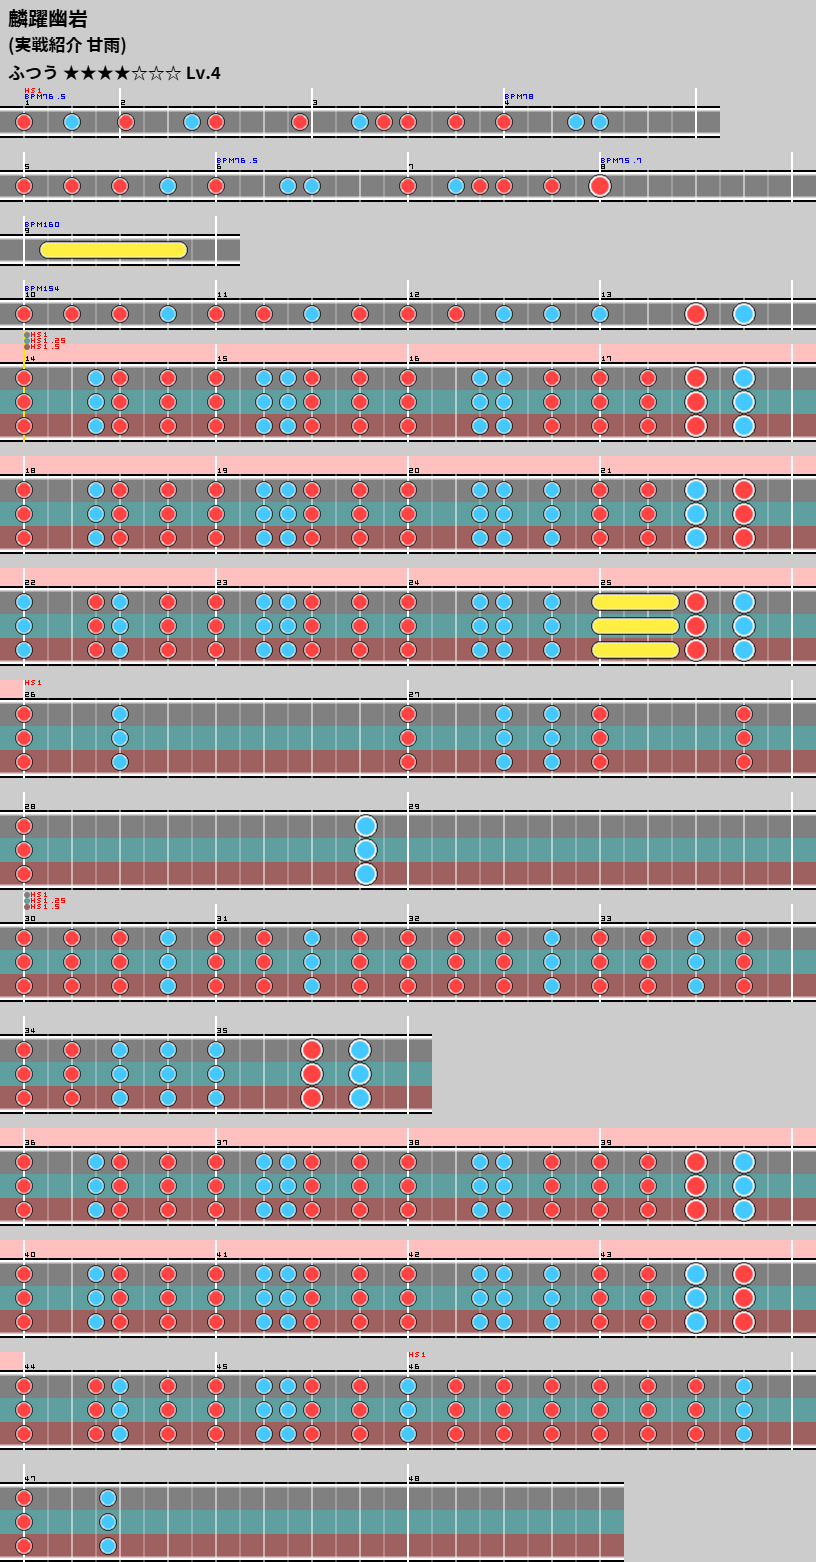 麟躍幽岩
(実戦紹介 甘雨)
ふつう ★★★★☆☆☆ Lv.4
HS1
BPM76.5 BPM78
1 2 3 4
BPM76.5 BPM75.7
5 6 7 8
BPM160
9
BPM154
10 11 12 13
HS1
HS1.25
HS1.5
14 15 16 17
18 19 20 21
22 23 24 25
HS1
26 27
28 29
HS1
HS1.25
HS1.5
30 31 32 33
34 35
36 37 38 39
40 41 42 43
HS1
44 45 46
47 48